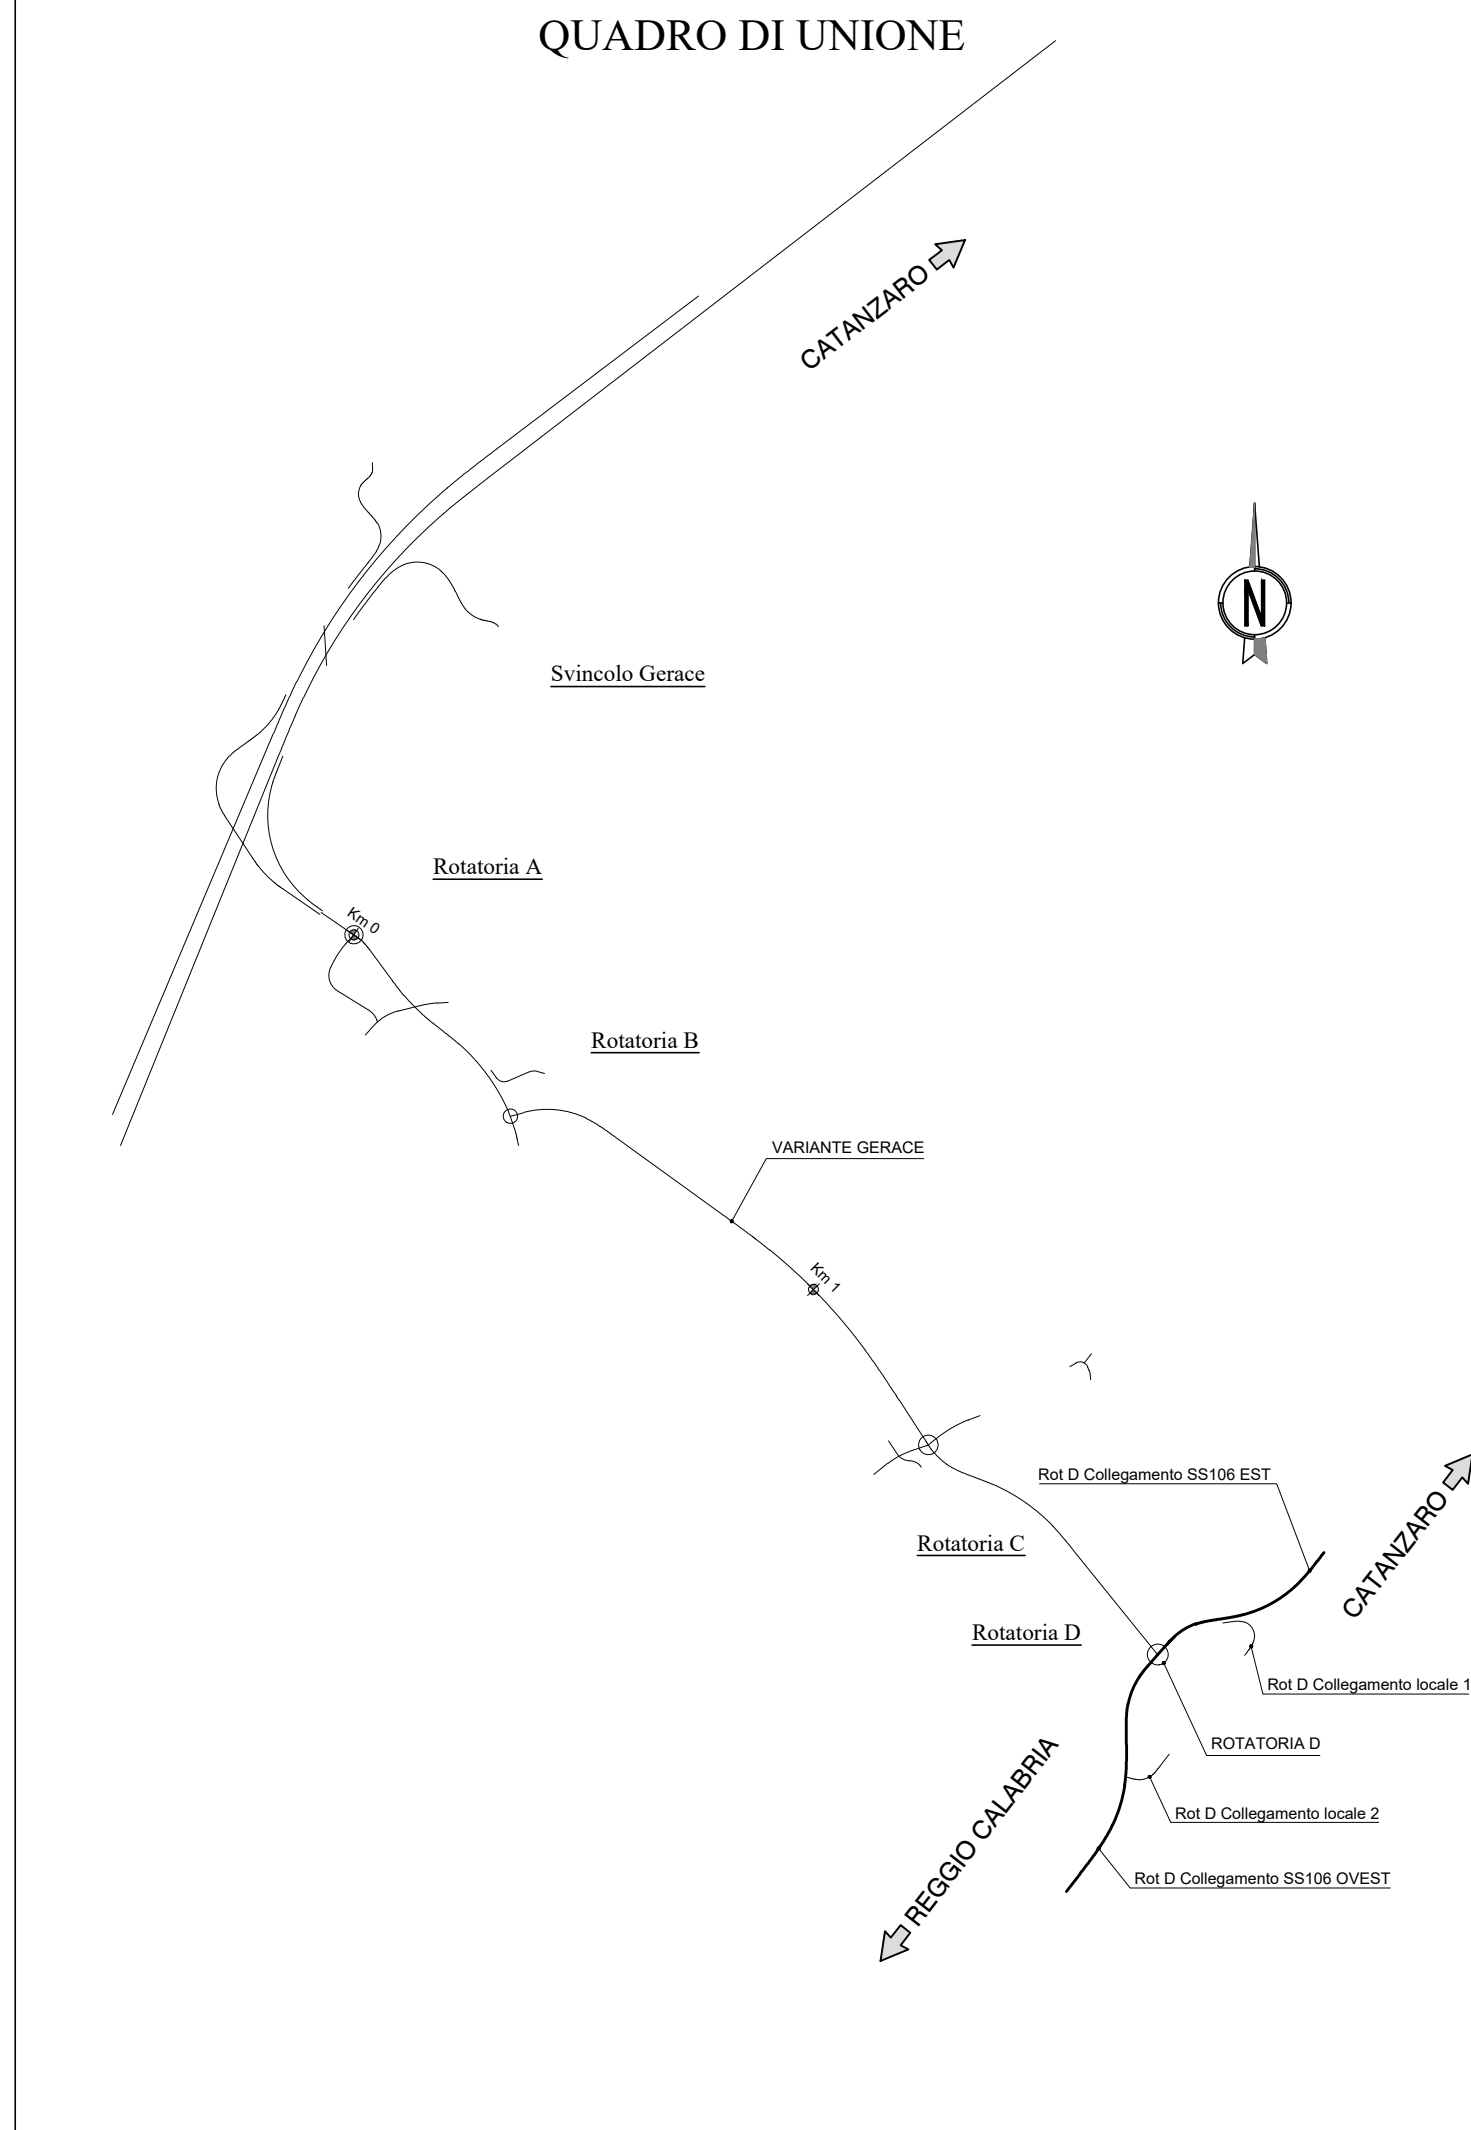 QUADRO DI UNIONE
CATANZARO
N
Svincolo Gerace
Rotatoria A
Km 0
Rotatoria B
VARIANTE GERACE
Km 1
Rot D Collegamento SS106 EST
CATANZARO
Rotatoria C
Rotatoria D
Rot D Collegamento locale 1
ROTATORIA D
REGGIO CALABRIA
Rot D Collegamento locale 2
Rot D Collegamento SS106 OVEST